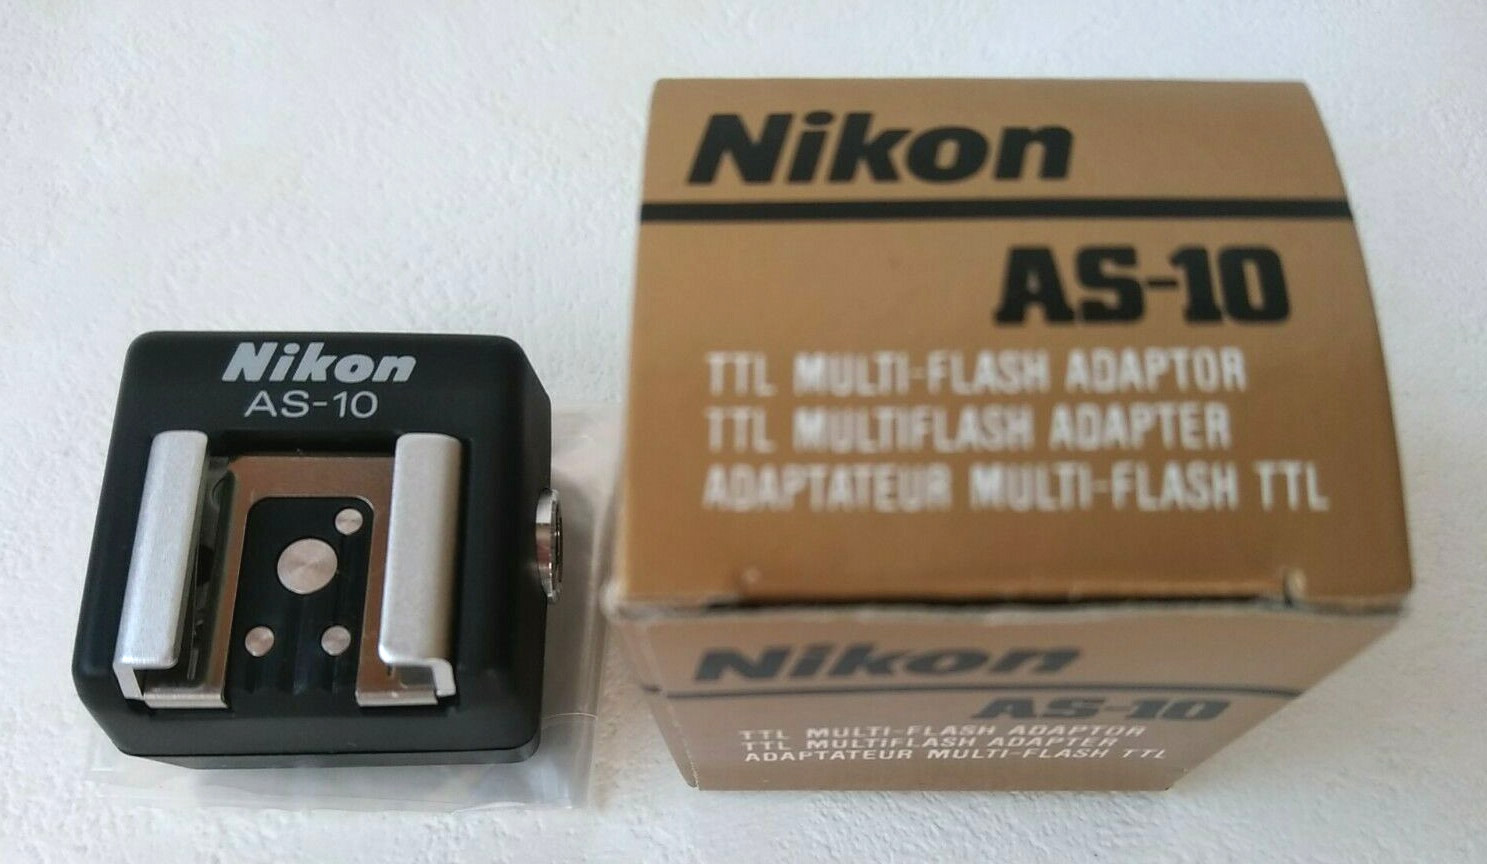 Nikon
AS-10
Nikon
AS-10
TTL MULTI-FLASH ADAPTOR
TTL MULTIFLASH ADAPTER
ADAPTATEUR MULTI-FLASH TTL
Nikon
AS-10
TTL MULTI-FLASH ADAPTOR
TTL MULTIFLASH ADAPTER
ADAPTATEUR MULTI-FLASH TTL